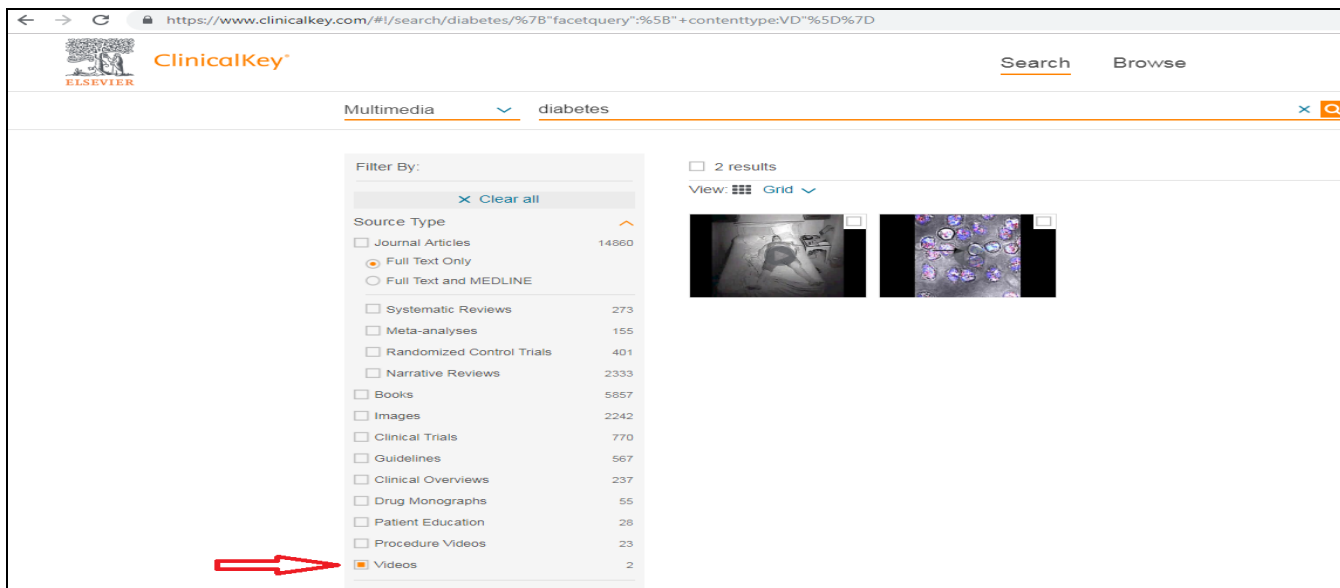 https://www.clinicalkey.com/#!/search/diabetes/%7B"facetquery":%5B"+contenttype:VD"%5D%7D
ELSEVIER
ClinicalKey®
Search Browse
Multimedia diabetes
Filter By:
Clear all
Source Type
Journal Articles 14860
Full Text Only
Full Text and MEDLINE
Systematic Reviews 273
Meta-analyses 155
Randomized Control Trials 401
Narrative Reviews 2333
Books 5857
Images 2242
Clinical Trials 770
Guidelines 567
Clinical Overviews 237
Drug Monographs 55
Patient Education 28
Procedure Videos 23
Videos 2
2 results
View: Grid